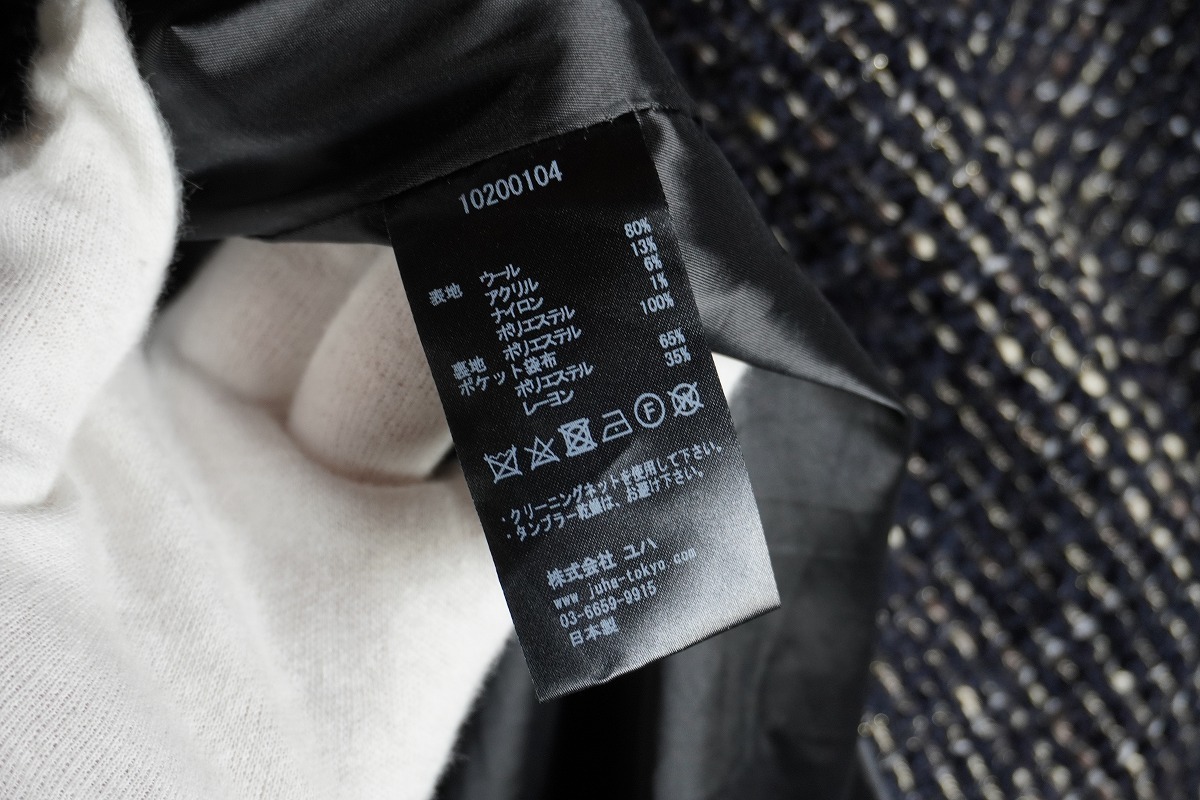 10200104
表地 ウール 80%
アクリル 13%
ナイロン 6%
ポリエステル 1%
裏地 ポリエステル 100%
ポケット袋布
ポリエステル 65%
レーヨン 35%
F W
・クリーニングネットを使用して下さい。
・タンブラー乾燥は、お避け下さい。
株式会社 ユハ
www juha-tokyo com
03-6659-9915
日本製